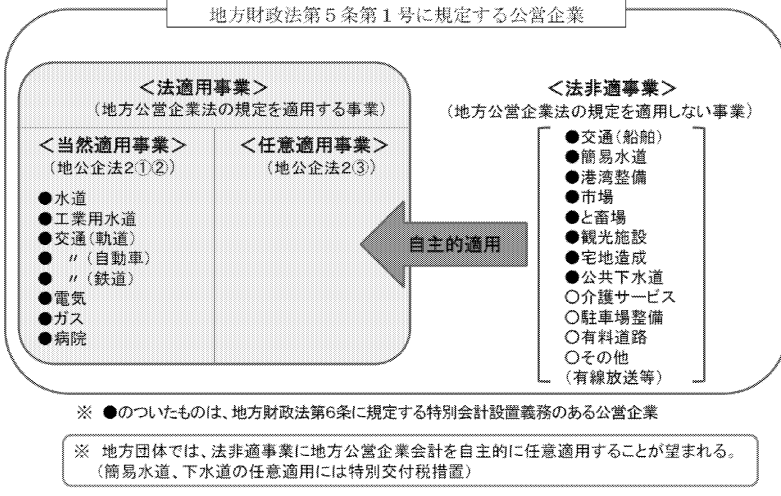 地方財政法第5条第1号に規定する公営企業
＜法適用事業＞
（地方公営企業法の規定を適用する事業）
＜当然適用事業＞
（地公企法2①②）
●水道
●工業用水道
●交通（軌道）
●　〃（自動車）
●　〃（鉄道）
●電気
●ガス
●病院
＜任意適用事業＞
（地公企法2③）
自主的適用
＜法非適事業＞
（地方公営企業法の規定を適用しない事業）
●交通（船舶）
●簡易水道
●港湾整備
●市場
●と畜場
●観光施設
●宅地造成
●公共下水道
○介護サービス
○駐車場整備
○有料道路
○その他
（有線放送等）
※　●のついたものは、地方財政法第6条に規定する特別会計設置義務のある公営企業
※　地方団体では、法非適事業に地方公営企業会計を自主的に任意適用することが望まれる。
（簡易水道、下水道の任意適用には特別交付税措置）